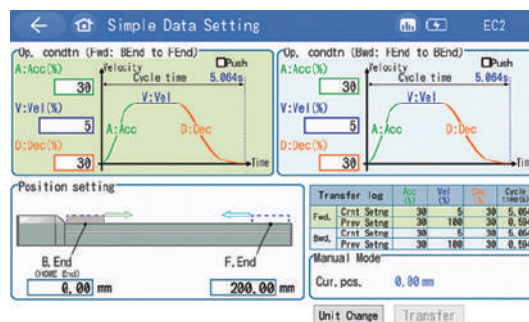 Simple Data Setting EC2
Op. condtn (Fwd: BEnd to FEnd)
A:Acc(%)
30
V:Vel(%)
5
D:Dec(%)
30
Velocity
Push
Cycle time 5.064s
V:Vel
A:Acc D:Dec
Time
Op. condtn (Bwd: FEnd to BEnd)
A:Acc(%)
30
V:Vel(%)
5
D:Dec(%)
30
Velocity
Push
Cycle time 5.064s
V:Vel
A:Acc D:Dec
Tim
Position setting
B.End
(HOME End)
0.00 mm
F.End
200.00 mm
Transfer log Acc (%) Vel (%) Dec (%) Cycle time(s)
Fwd. Crnt Setng 30 5 30 5.064
Prev Setng 30 100 30 0.594
Bwd. Crnt Setng 30 5 30 5.064
Prev Setng 30 100 30 0.594
Manual Mode
Cur.pos. 0.00 mm
Unit Change Transfer